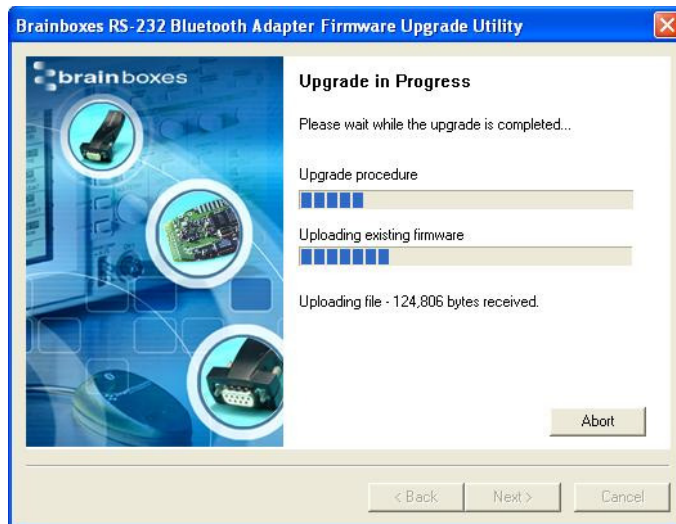 Brainboxes RS-232 Bluetooth Adapter Firmware Upgrade Utility
brainboxes
Upgrade in Progress
Please wait while the upgrade is completed...
Upgrade procedure
Uploading existing firmware
Uploading file - 124,806 bytes received.
Abort
< Back
Next >
Cancel